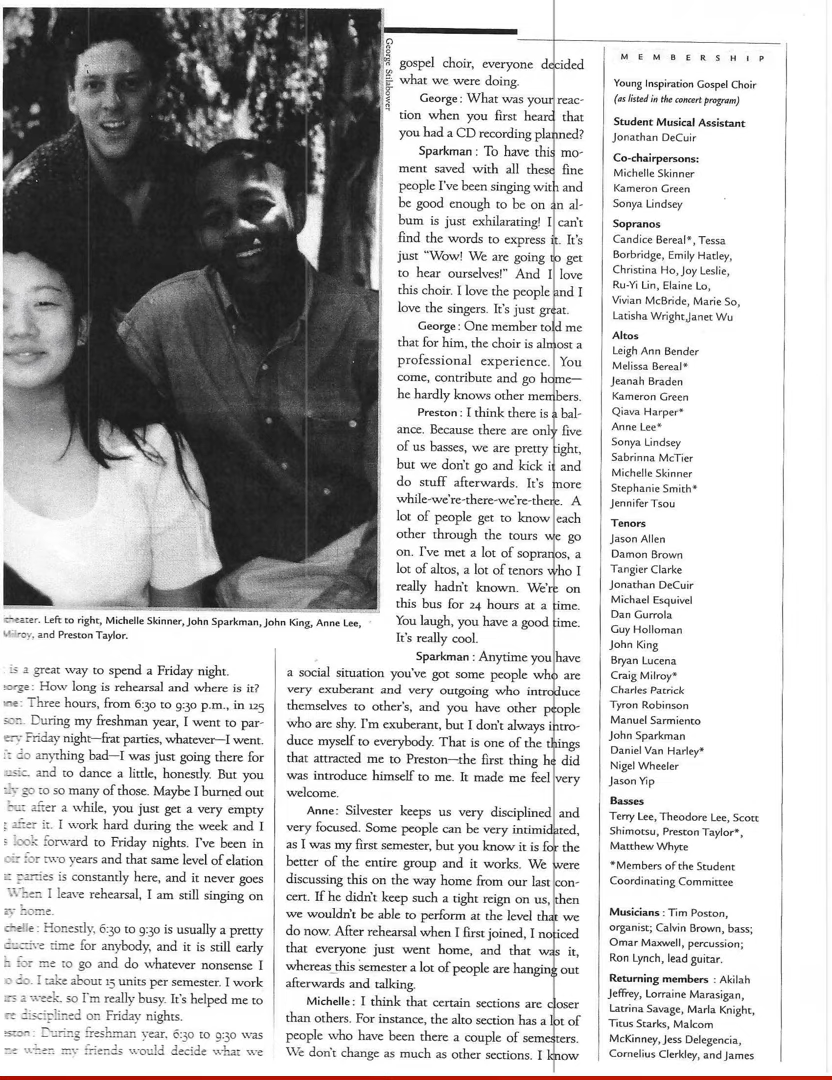 George Stilabower
theater. Left to right, Michelle Skinner, John Sparkman, John King, Anne Lee,
Milroy, and Preston Taylor.
is a great way to spend a Friday night.
orge: How long is rehearsal and where is it?
ne: Three hours, from 6:30 to 9:30 p.m., in 125
son. During my freshman year, I went to par-
ery Friday night—frat parties, whatever—I went.
't do anything bad—I was just going there for
usic, and to dance a little, honestly. But you
ly go to so many of those. Maybe I burned out
but after a while, you just get a very empty
g after it. I work hard during the week and I
s look forward to Friday nights. I've been in
oir for two years and that same level of elation
at parties is constantly here, and it never goes
When I leave rehearsal, I am still singing on
ay home.
chelle: Honestly, 6:30 to 9:30 is usually a pretty
ductive time for anybody, and it is still early
h for me to go and do whatever nonsense I
o do. I take about 15 units per semester. I work
urs a week, so I'm really busy. It's helped me to
re disciplined on Friday nights.
eston: During freshman year, 6:30 to 9:30 was
me when my friends would decide what we
gospel choir, everyone decided
what we were doing.
George: What was your reac-
tion when you first heard that
you had a CD recording planned?
Sparkman: To have this mo-
ment saved with all these fine
people I've been singing with and
be good enough to be on an al-
bum is just exhilarating! I can't
find the words to express it. It's
just "Wow! We are going to get
to hear ourselves!" And I love
this choir. I love the people and I
love the singers. It's just great.
George: One member told me
that for him, the choir is almost a
professional experience. You
come, contribute and go home—
he hardly knows other members.
Preston: I think there is a bal-
ance. Because there are only five
of us basses, we are pretty tight,
but we don't go and kick it and
do stuff afterwards. It's more
while-we're-there-we're-there. A
lot of people get to know each
other through the tours we go
on. I've met a lot of sopranos, a
lot of altos, a lot of tenors who I
really hadn't known. We're on
this bus for 24 hours at a time.
You laugh, you have a good time.
It's really cool.
Sparkman: Anytime you have
a social situation you've got some people who are
very exuberant and very outgoing who introduce
themselves to other's, and you have other people
who are shy. I'm exuberant, but I don't always intro-
duce myself to everybody. That is one of the things
that attracted me to Preston—the first thing he did
was introduce himself to me. It made me feel very
welcome.
Anne: Silvester keeps us very disciplined and
very focused. Some people can be very intimidated,
as I was my first semester, but you know it is for the
better of the entire group and it works. We were
discussing this on the way home from our last con-
cert. If he didn't keep such a tight reign on us, then
we wouldn't be able to perform at the level that we
do now. After rehearsal when I first joined, I noticed
that everyone just went home, and that was it,
whereas this semester a lot of people are hanging out
afterwards and talking.
Michelle: I think that certain sections are closer
than others. For instance, the alto section has a lot of
people who have been there a couple of semesters.
We don't change as much as other sections. I know
MEMBERSHIP
Young Inspiration Gospel Choir
(as listed in the concert program)
Student Musical Assistant
Jonathan DeCuir
Co-chairpersons:
Michelle Skinner
Kameron Green
Sonya Lindsey
Sopranos
Candice Bereal*, Tessa
Borbridge, Emily Hatley,
Christina Ho, Joy Leslie,
Ru-Yi Lin, Elaine Lo,
Vivian McBride, Marie So,
Latisha Wright,Janet Wu
Altos
Leigh Ann Bender
Melissa Bereal*
Jeanah Braden
Kameron Green
Qiava Harper*
Anne Lee*
Sonya Lindsey
Sabrinna McTier
Michelle Skinner
Stephanie Smith*
Jennifer Tsou
Tenors
Jason Allen
Damon Brown
Tangier Clarke
Jonathan DeCuir
Michael Esquivel
Dan Gurrola
Guy Holloman
John King
Bryan Lucena
Craig Milroy*
Charles Patrick
Tyron Robinson
Manuel Sarmiento
John Sparkman
Daniel Van Harley*
Nigel Wheeler
Jason Yip
Basses
Terry Lee, Theodore Lee, Scott
Shimotsu, Preston Taylor*,
Matthew Whyte
*Members of the Student
Coordinating Committee
Musicians : Tim Poston,
organist; Calvin Brown, bass;
Omar Maxwell, percussion;
Ron Lynch, lead guitar.
Returning members : Akilah
Jeffrey, Lorraine Marasigan,
Latrina Savage, Marla Knight,
Titus Starks, Malcom
McKinney, Jess Delegencia,
Cornelius Clerkley, and James